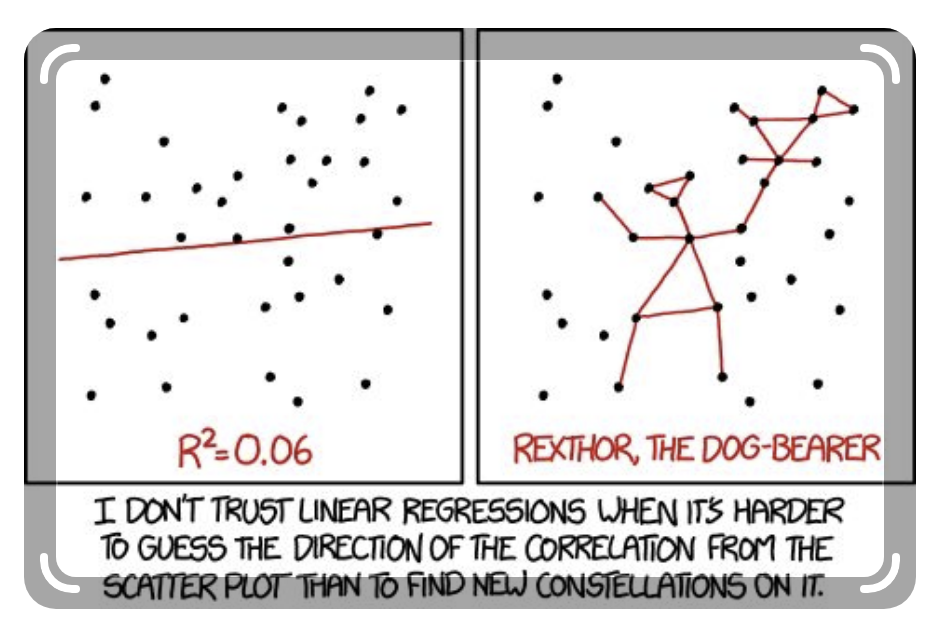 R²=0.06
REXTHOR, THE DOG-BEARER
I DON'T TRUST LINEAR REGRESSIONS WHEN IT'S HARDER
TO GUESS THE DIRECTION OF THE CORRELATION FROM THE
SCATTER PLOT THAN TO FIND NEW CONSTELLATIONS ON IT.